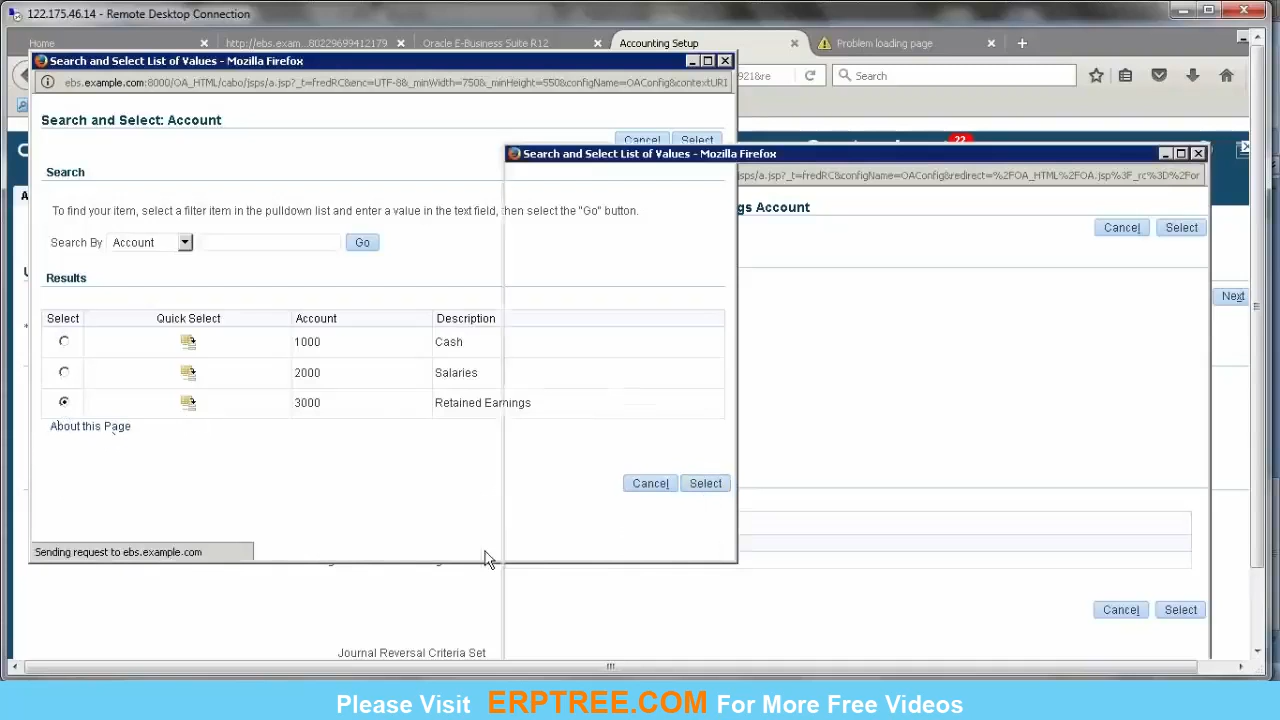 122.175.46.14 - Remote Desktop Connection
Home
http://ebs.exam...80229699412179
Oracle E-Business Suite R12
Accounting Setup
Problem loading page
Search and Select List of Values - Mozilla Firefox
921&re
Search
ebs.example.com:8000/OA_HTML/cabo/jsps/a.jsp?_t=fredRC&enc=UTF-8&_minWidth=750&_minHeight=550&configName=OAConfig&contextURI
Search and Select: Account
22
Cancel Select
Search and Select List of Values - Mozilla Firefox
Search
jsps/a.jsp?_t=fredRC&configName=OAConfig&redirect=%2FOA_HTML%2FOA.jsp%3F_rc%3D%2For
To find your item, select a filter item in the pulldown list and enter a value in the text field, then select the "Go" button.
gs Account
Cancel Select
Search By Account Go
Results
Next
Select Quick Select Account Description
1000 Cash
2000 Salaries
3000 Retained Earnings
About this Page
Cancel Select
Sending request to ebs.example.com
Cancel Select
Journal Reversal Criteria Set
Please Visit ERPTREE.COM For More Free Videos